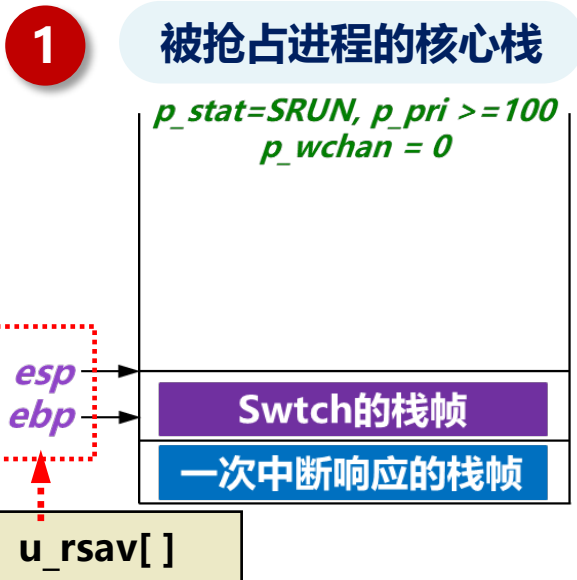 1
被抢占进程的核心栈
p_stat=SRUN, p_pri >=100
p_wchan = 0
esp
ebp
Swtch的栈帧
一次中断响应的栈帧
u_rsav[ ]